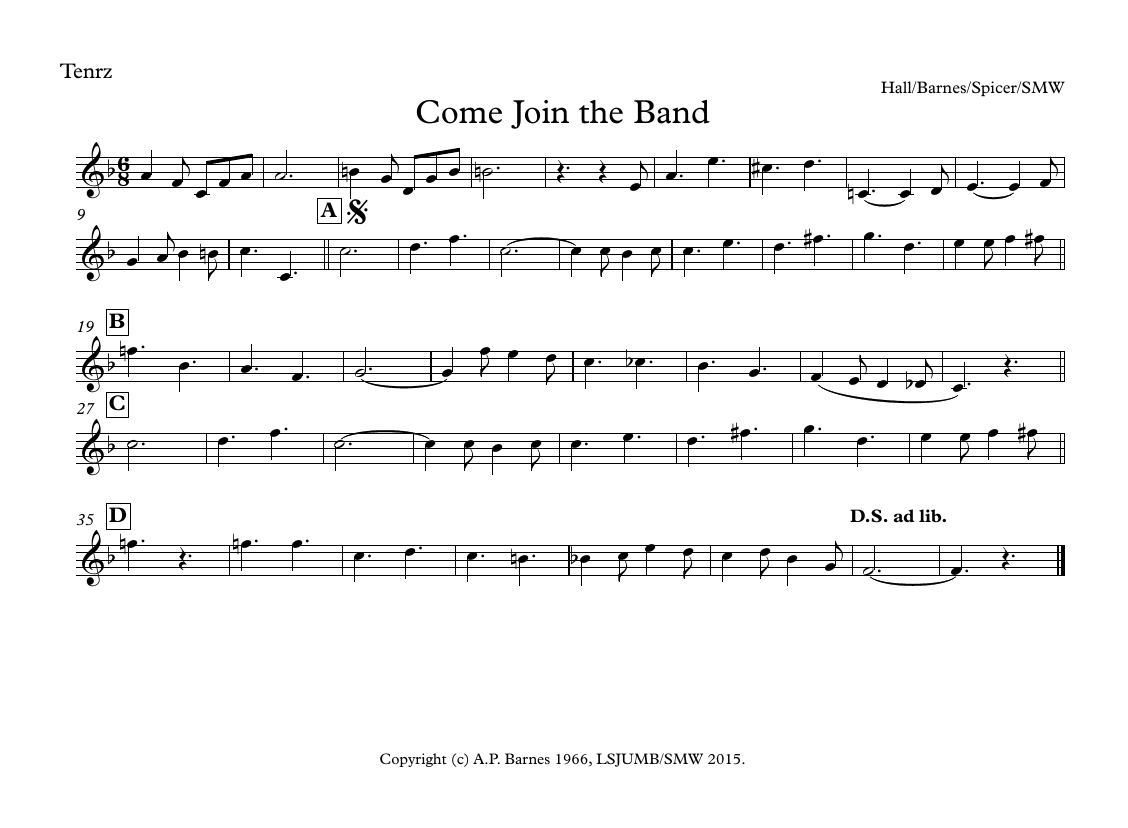 Tenrz
Hall/Barnes/Spicer/SMW
Come Join the Band
6
8
9
A
19
B
27
C
35
D
D.S. ad lib.
Copyright (c) A.P. Barnes 1966, LSJUMB/SMW 2015.